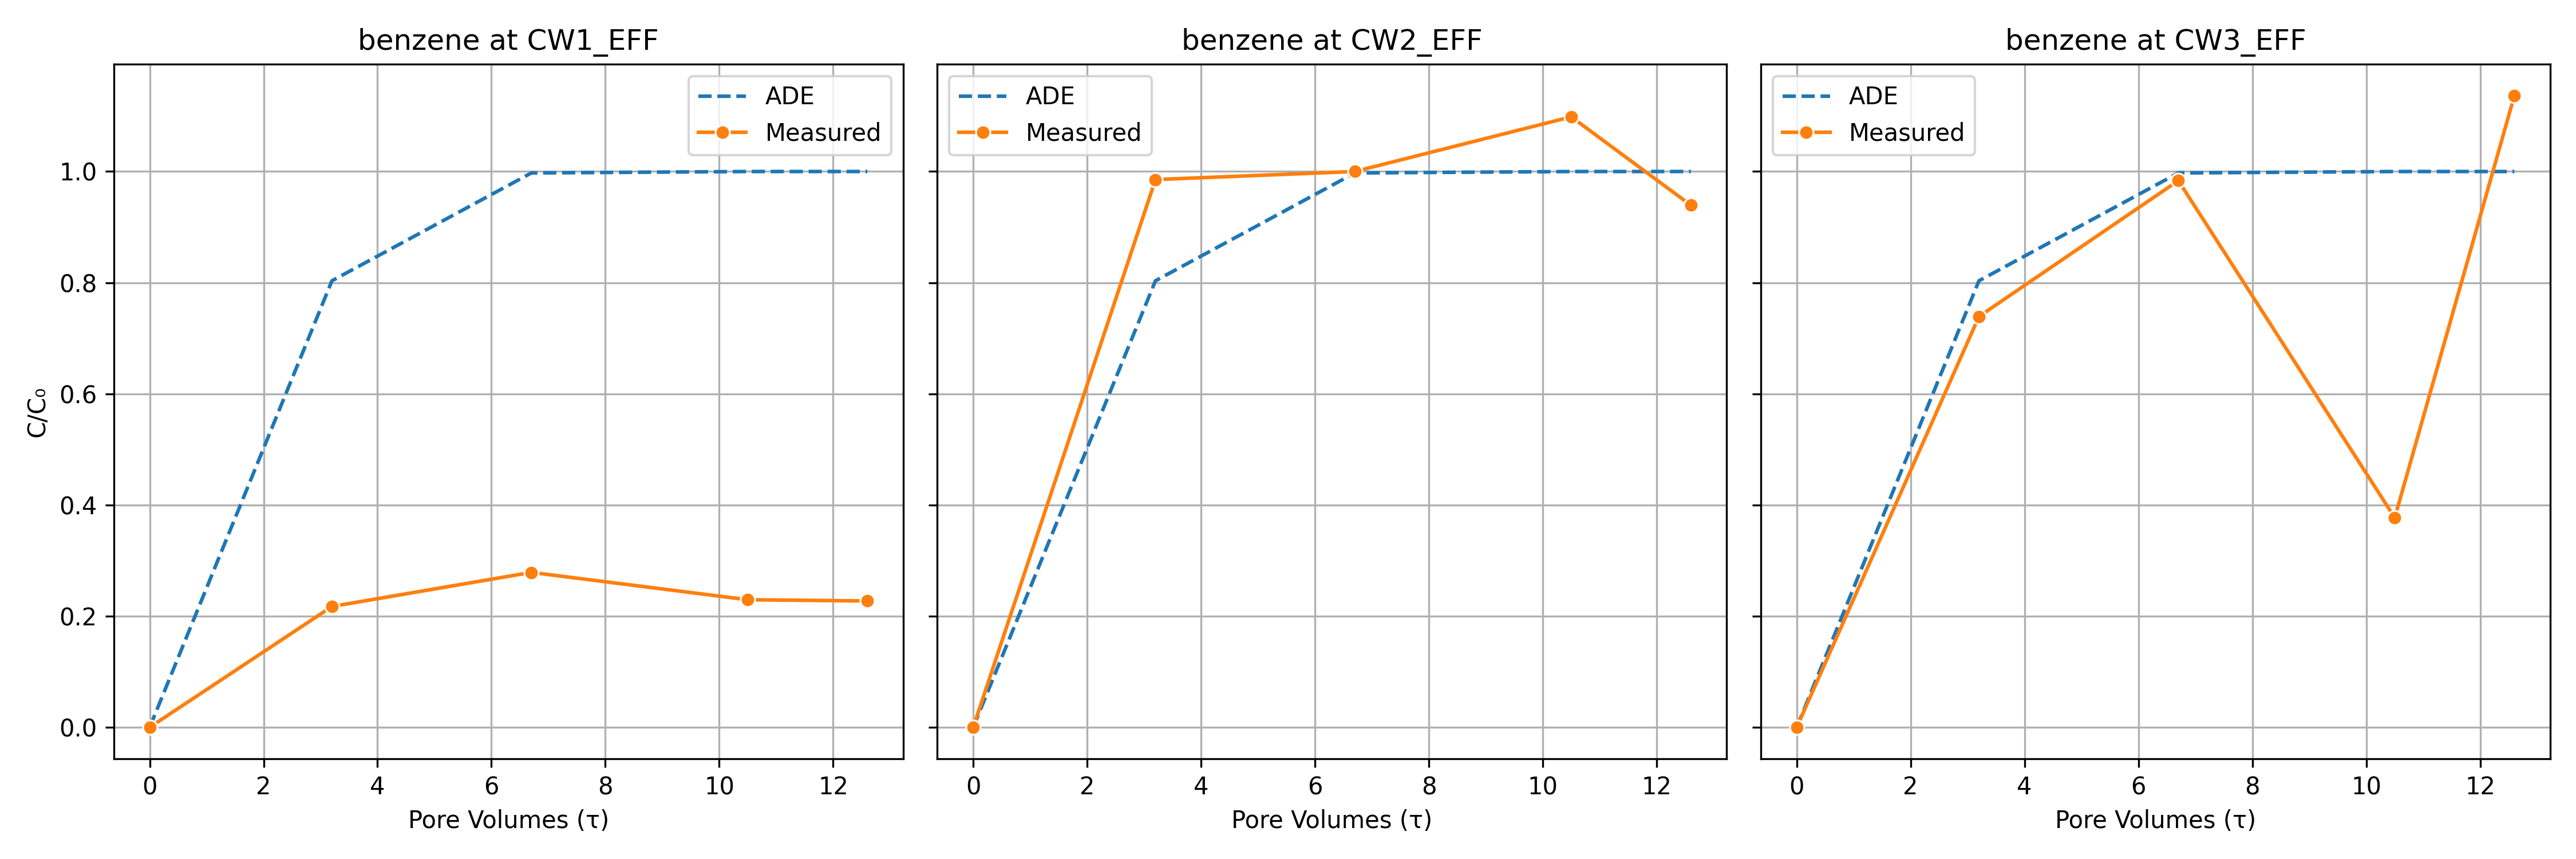 benzene at CW1_EFF
benzene at CW2_EFF
benzene at CW3_EFF
ADE
Measured
ADE
Measured
ADE
Measured
C/C₀
1.0
0.8
0.6
0.4
0.2
0.0
0 2 4 6 8 10 12
0 2 4 6 8 10 12
0 2 4 6 8 10 12
Pore Volumes (τ)
Pore Volumes (τ)
Pore Volumes (τ)